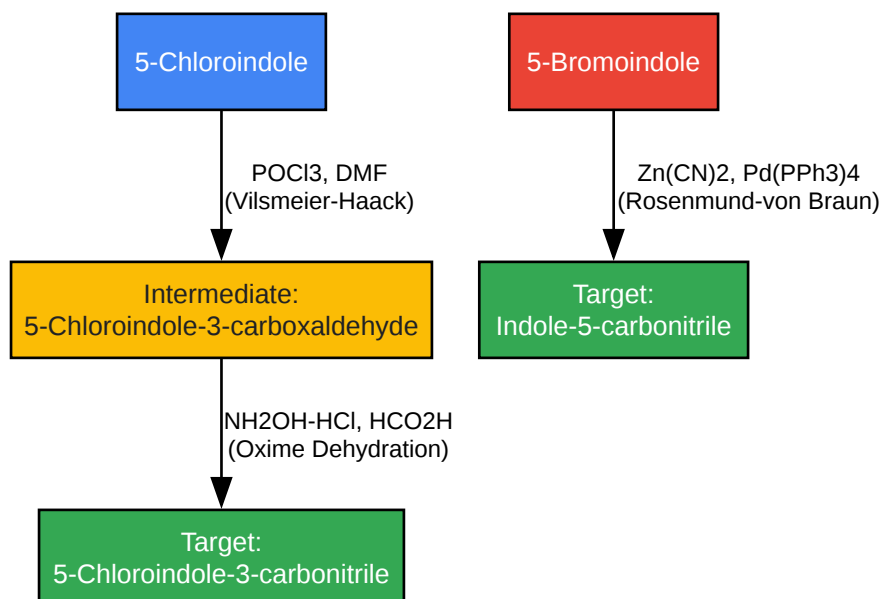 5-Chloroindole
5-Bromoindole
POCl3, DMF
(Vilsmeier-Haack)
Zn(CN)2, Pd(PPh3)4
(Rosenmund-von Braun)
Intermediate:
5-Chloroindole-3-carboxaldehyde
Target:
Indole-5-carbonitrile
NH2OH-HCl, HCO2H
(Oxime Dehydration)
Target:
5-Chloroindole-3-carbonitrile